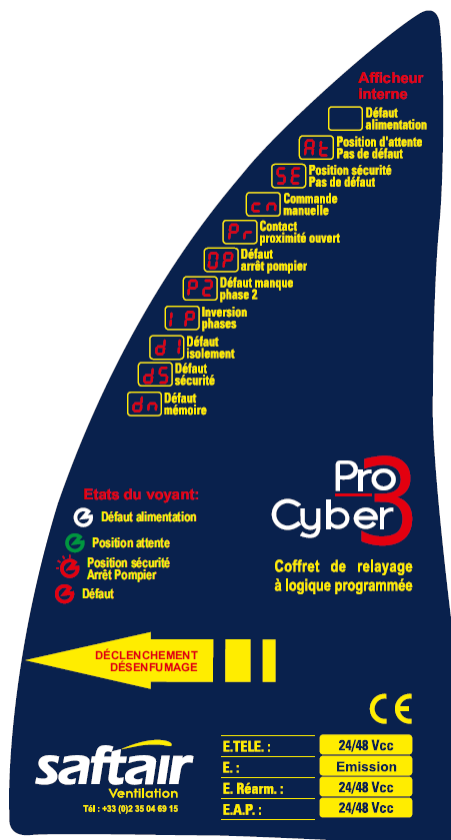 Afficheur
Interne
Défaut
alimentation
At Position d'attente
Pas de défaut
SE Position sécurité
Pas de défaut
cn Commande
manuelle
Pr Contact
proximité ouvert
0P Défaut
arrêt pompier
P2 Défaut manque
phase 2
IP Inversion
phases
d1 Défaut
isolement
dS Défaut
sécurité
dn Défaut
mémoire
Etats du voyant:
Défaut alimentation
Position attente
Position sécurité
Arrêt Pompier
Défaut
Pro
Cyber 3
Coffret de relayage
à logique programmée
DÉCLENCHEMENT
DÉSENFUMAGE
CE
saftair
Ventilation
Tél : +33 (0)2 35 04 69 15
E.TELE. : 24/48 Vcc
E. : Emission
E. Réarm. : 24/48 Vcc
E.A.P. : 24/48 Vcc